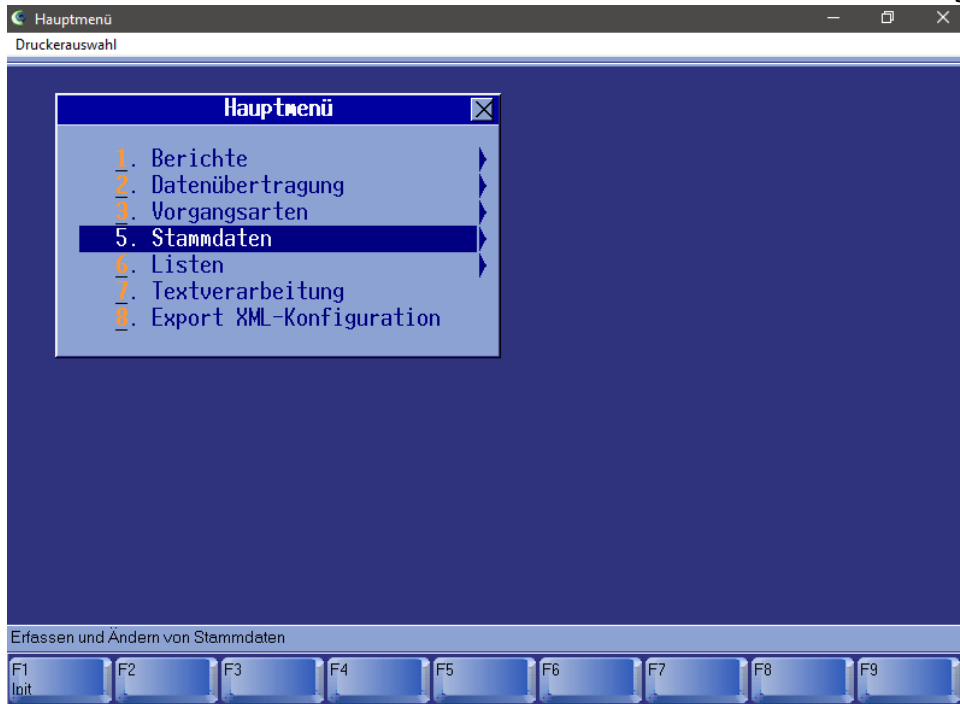 Hauptmenü
Druckerauswahl
Hauptmenü
1. Berichte
2. Datenübertragung
3. Vorgangsarten
5. Stammdaten
6. Listen
7. Textverarbeitung
8. Export XML-Konfiguration
Erfassen und Ändern von Stammdaten
F1 F2 F3 F4 F5 F6 F7 F8 F9
Init